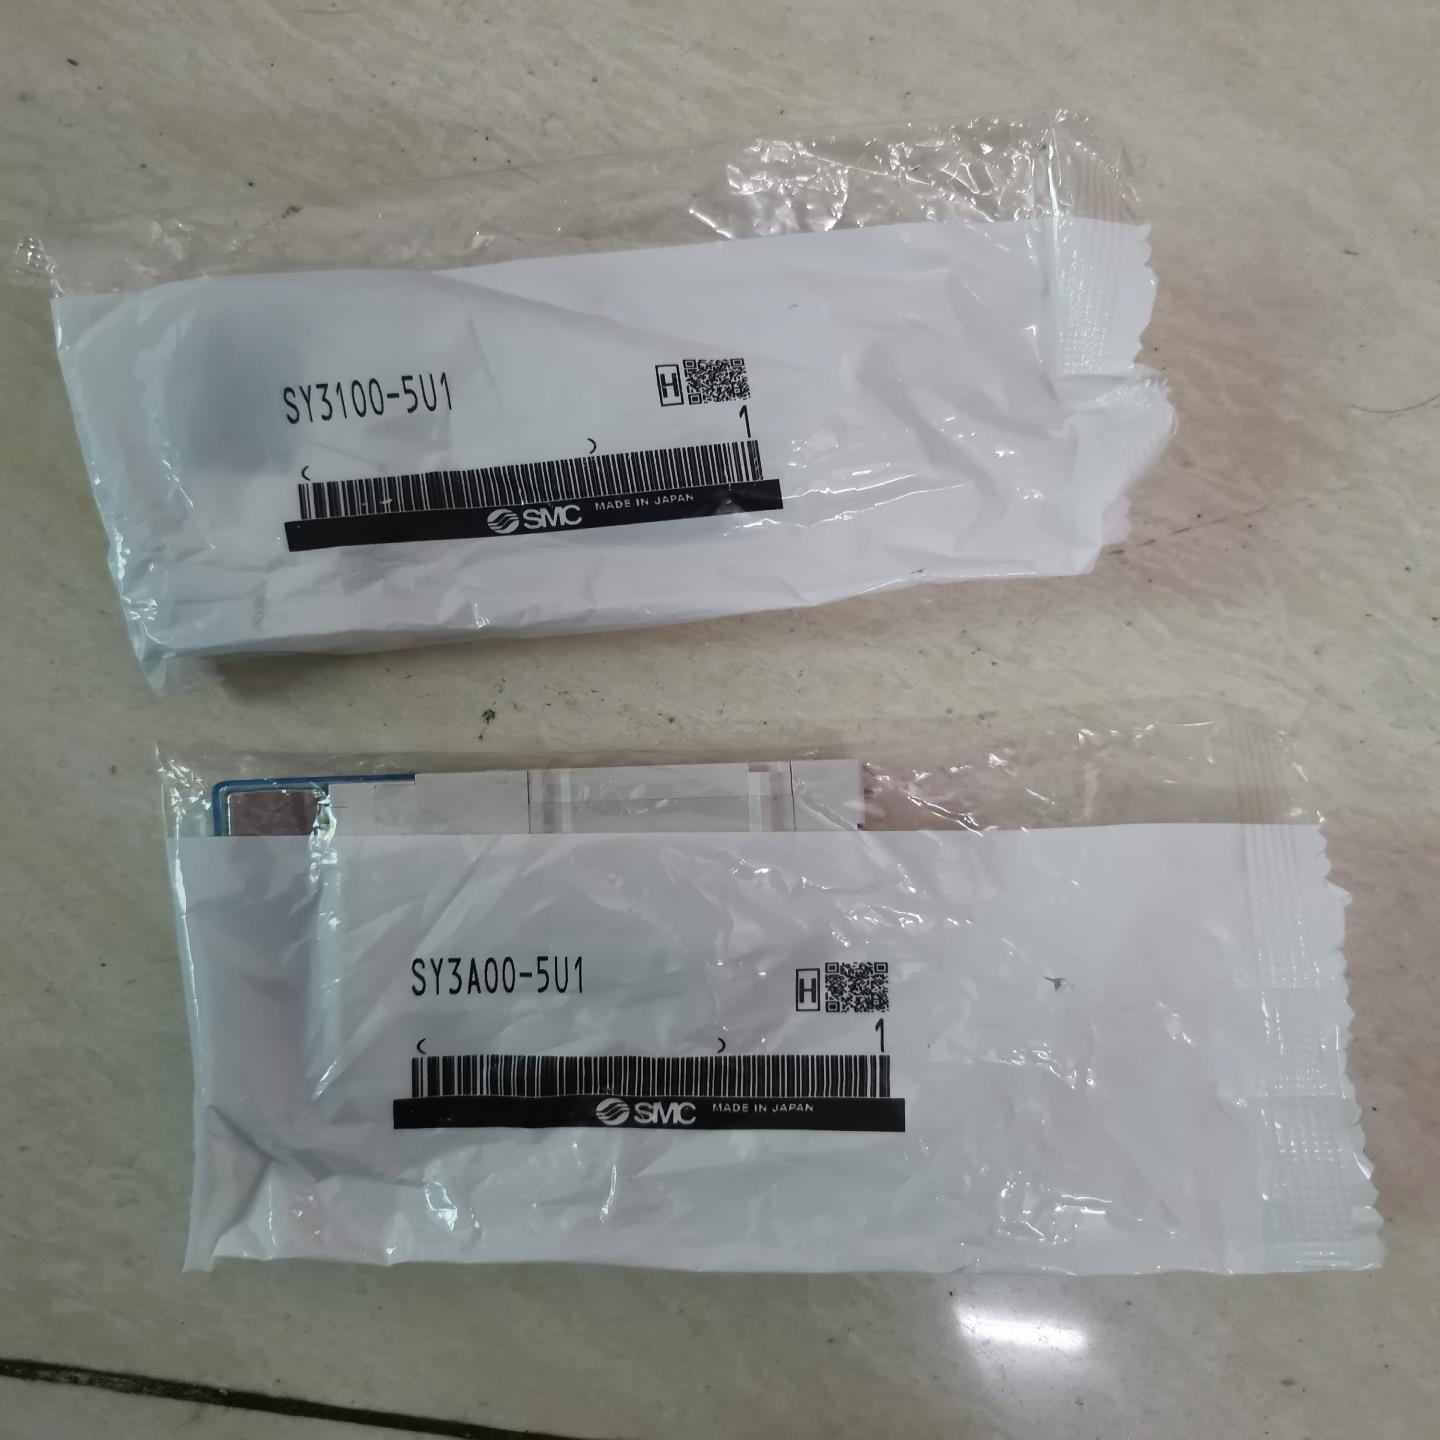 SY3100-5U1
H
1
( )
SMC MADE IN JAPAN
SY3A00-5U1
H
1
( )
SMC MADE IN JAPAN